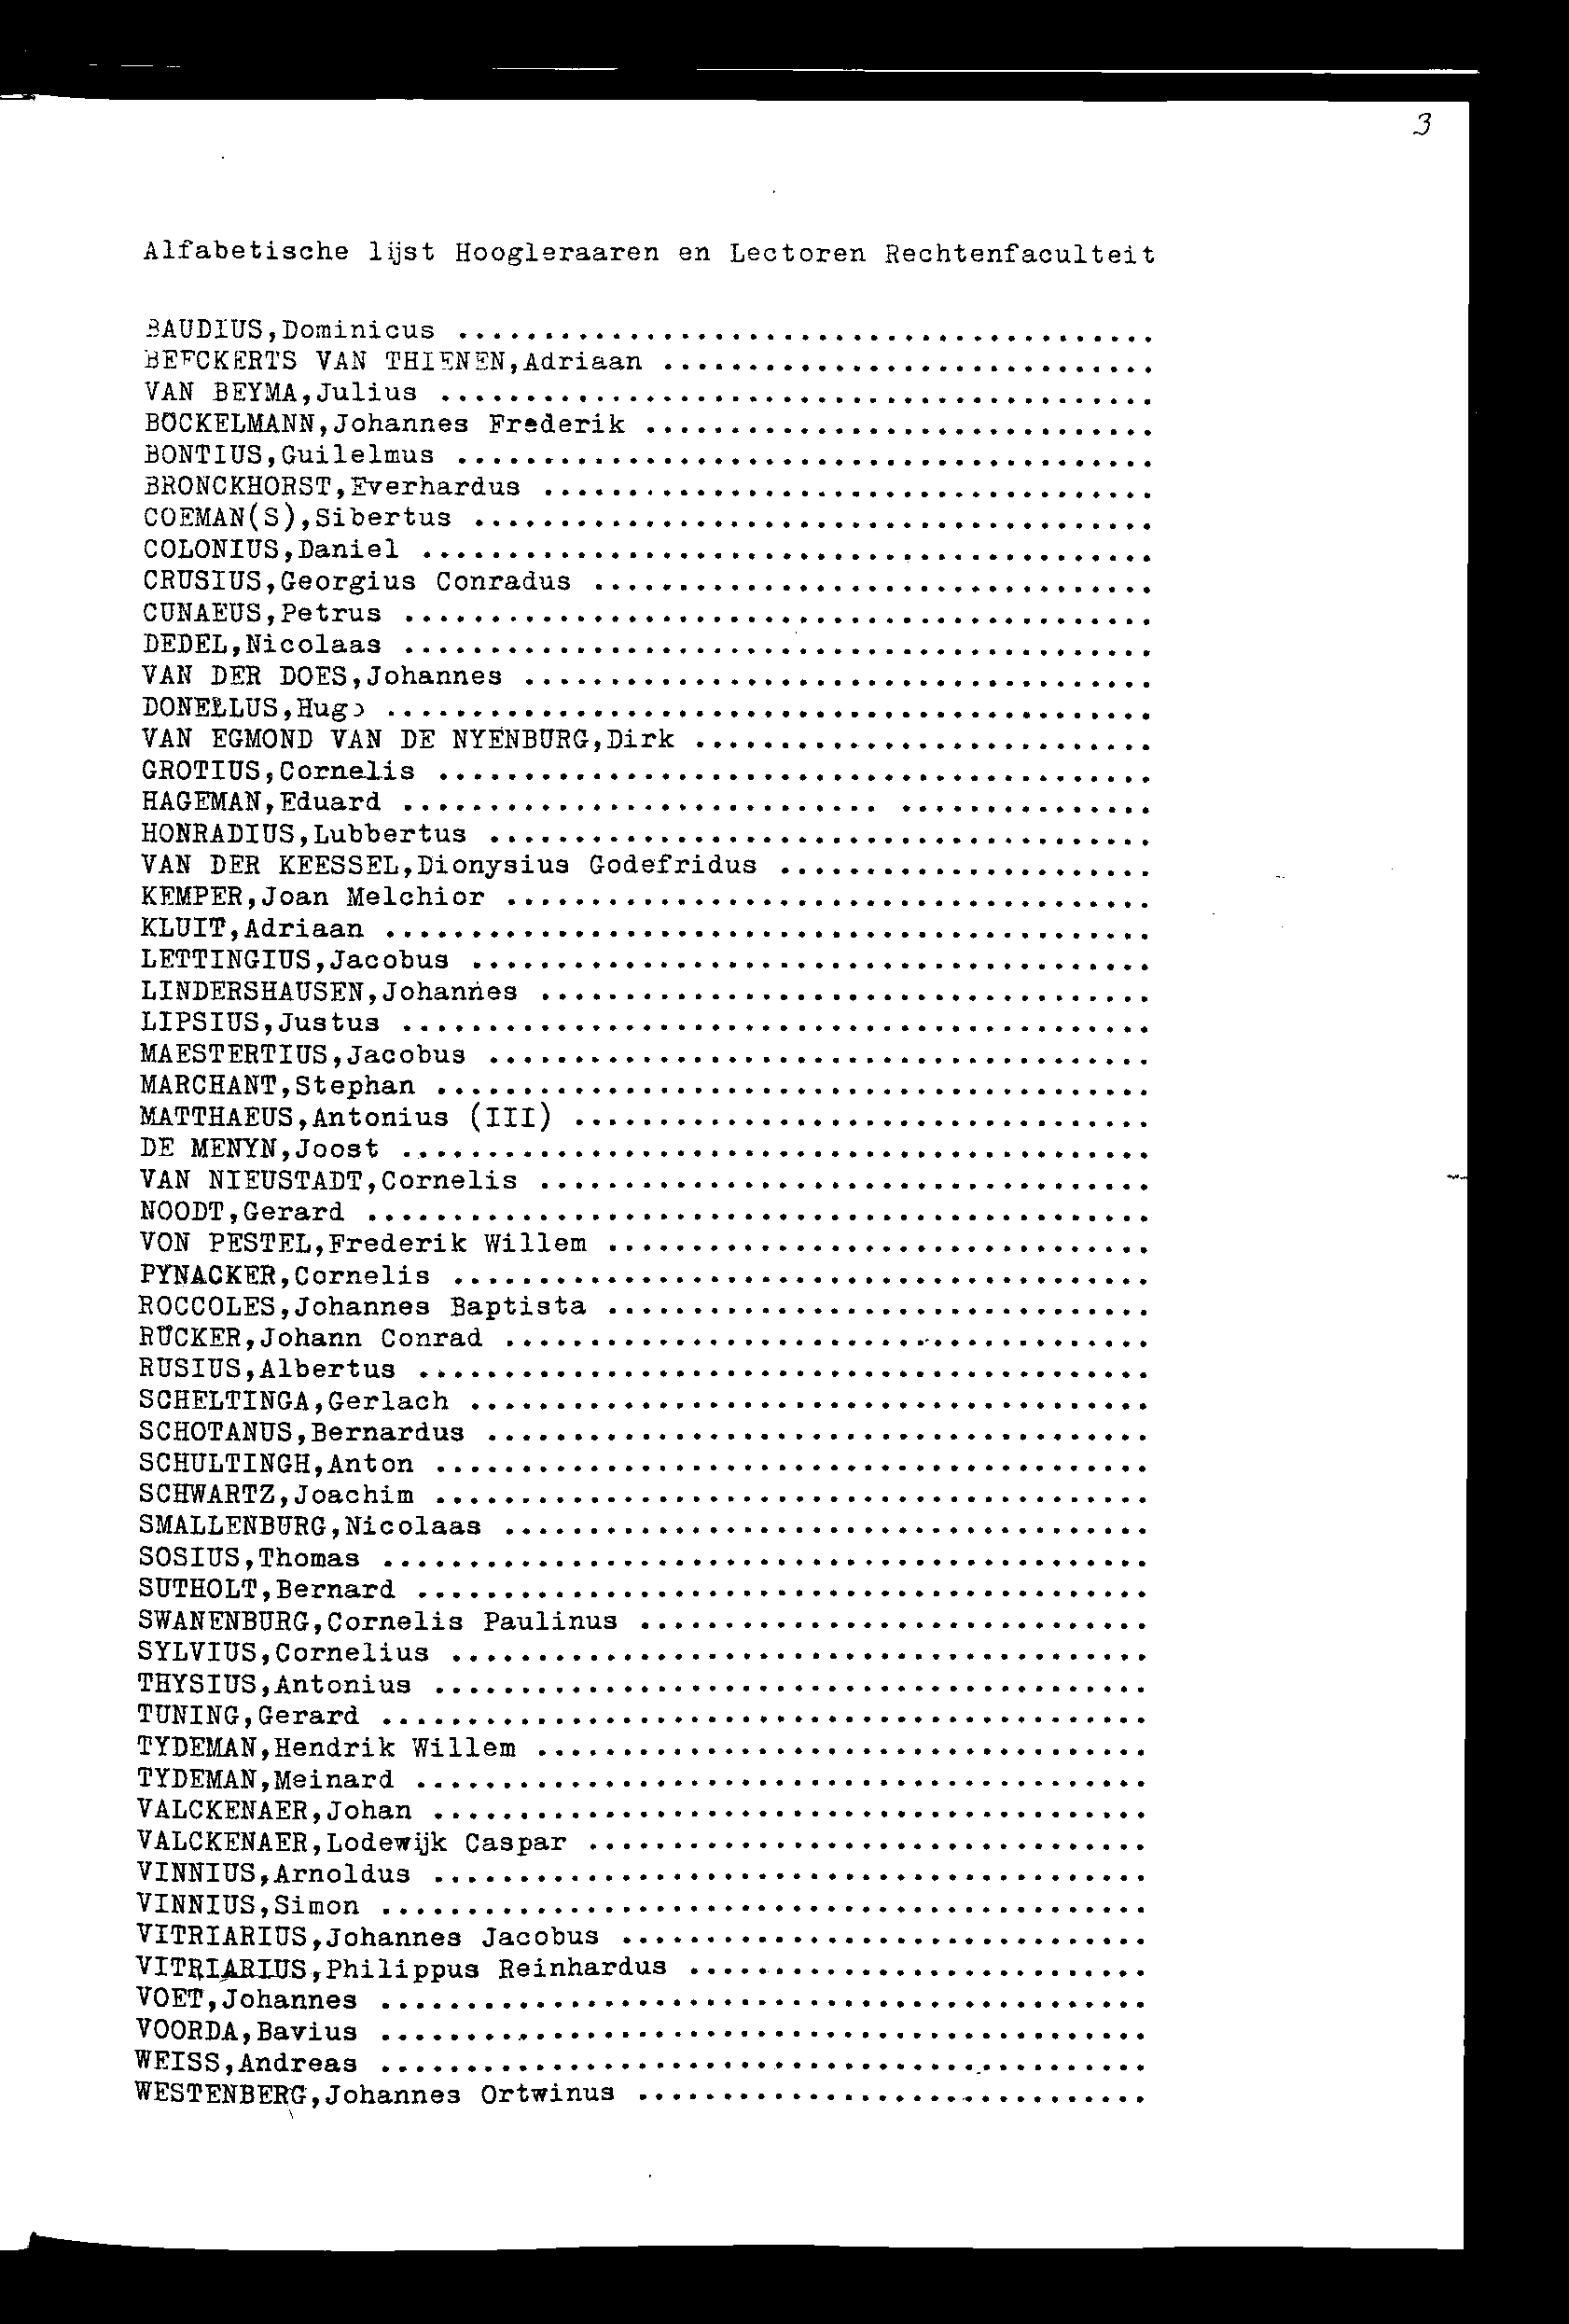 3
Alfabetische lijst Hoogleraaren en Lectoren Rechtenfaculteit
BAUDIUS,Dominicus ........................................
BEECKERTS VAN THIENEN,Adriaan .............................
VAN BEYMA,Julius ..........................................
BÖCKELMANN,Johannes Frederik ..............................
BONTIUS,Guilelmus .........................................
BRONCKHORST,Everhardus ....................................
COEMAN(S),Sibertus ........................................
COLONIUS,Daniel ...........................................
CRUSIUS,Georgius Conradus .................................
CUNAEUS,Petrus ............................................
DEDEL,Nicolaas ............................................
VAN DER DOES,Johannes .....................................
DONELLUS,Hugo .............................................
VAN EGMOND VAN DE NYENBURG,Dirk ...........................
GROTIUS,Cornelis ..........................................
HAGEMAN,Eduard ............................ ...............
HONRADIUS,Lubbertus .......................................
VAN DER KEESSEL,Dionysius Godefridus ......................
KEMPER,Joan Melchior ......................................
KLUIT,Adriaan .............................................
LETTINGIUS,Jacobus ........................................
LINDERSHAUSEN,Johannes ....................................
LIPSIUS,Justus ............................................
MAESTERTIUS,Jacobus .......................................
MARCHANT,Stephan ..........................................
MATTHAEUS,Antonius (III) ..................................
DE MENYN,Joost ............................................
VAN NIEUSTADT,Cornelis ....................................
NOODT,Gerard ..............................................
VON PESTEL,Frederik Willem ................................
PYNACKER,Cornelis .........................................
ROCCOLES,Johannes Baptista ................................
RÜCKER,Johann Conrad ......................................
RUSIUS,Albertus ...........................................
SCHELTINGA,Gerlach ........................................
SCHOTANUS,Bernardus .......................................
SCHULTINGH,Anton ..........................................
SCHWARTZ,Joachim ..........................................
SMALLENBURG,Nicolaas ......................................
SOSIUS,Thomas .............................................
SUTHOLT,Bernard ...........................................
SWANENBURG,Cornelis Paulinus ..............................
SYLVIUS,Cornelius .........................................
THYSIUS,Antonius ..........................................
TUNING,Gerard .............................................
TYDEMAN,Hendrik Willem ....................................
TYDEMAN,Meinard ...........................................
VALCKENAER,Johan ..........................................
VALCKENAER,Lodewijk Caspar ................................
VINNIUS,Arnoldus ..........................................
VINNIUS,Simon .............................................
VITRIARIUS,Johannes Jacobus ...............................
VITRIARIUS,Philippus Reinhardus ...........................
VOET,Johannes .............................................
VOORDA,Bavius .............................................
WEISS,Andreas .............................................
WESTENBERG,Johannes Ortwinus ..............................